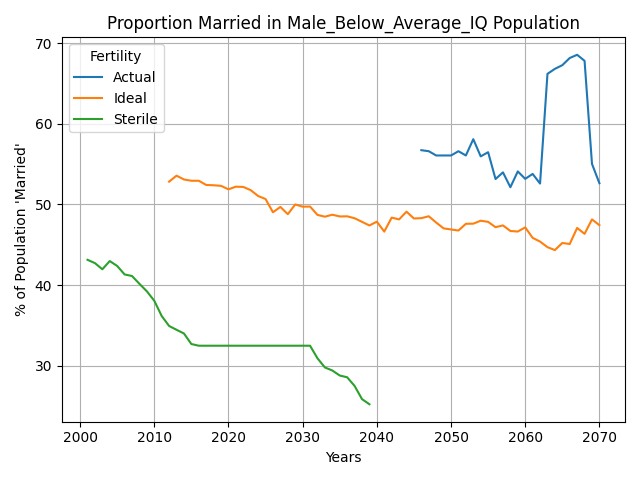 Proportion Married in Male_Below_Average_IQ Population
70
60
50
40
30
% of Population 'Married'
Fertility
Actual
Ideal
Sterile
2000 2010 2020 2030 2040 2050 2060 2070
Years